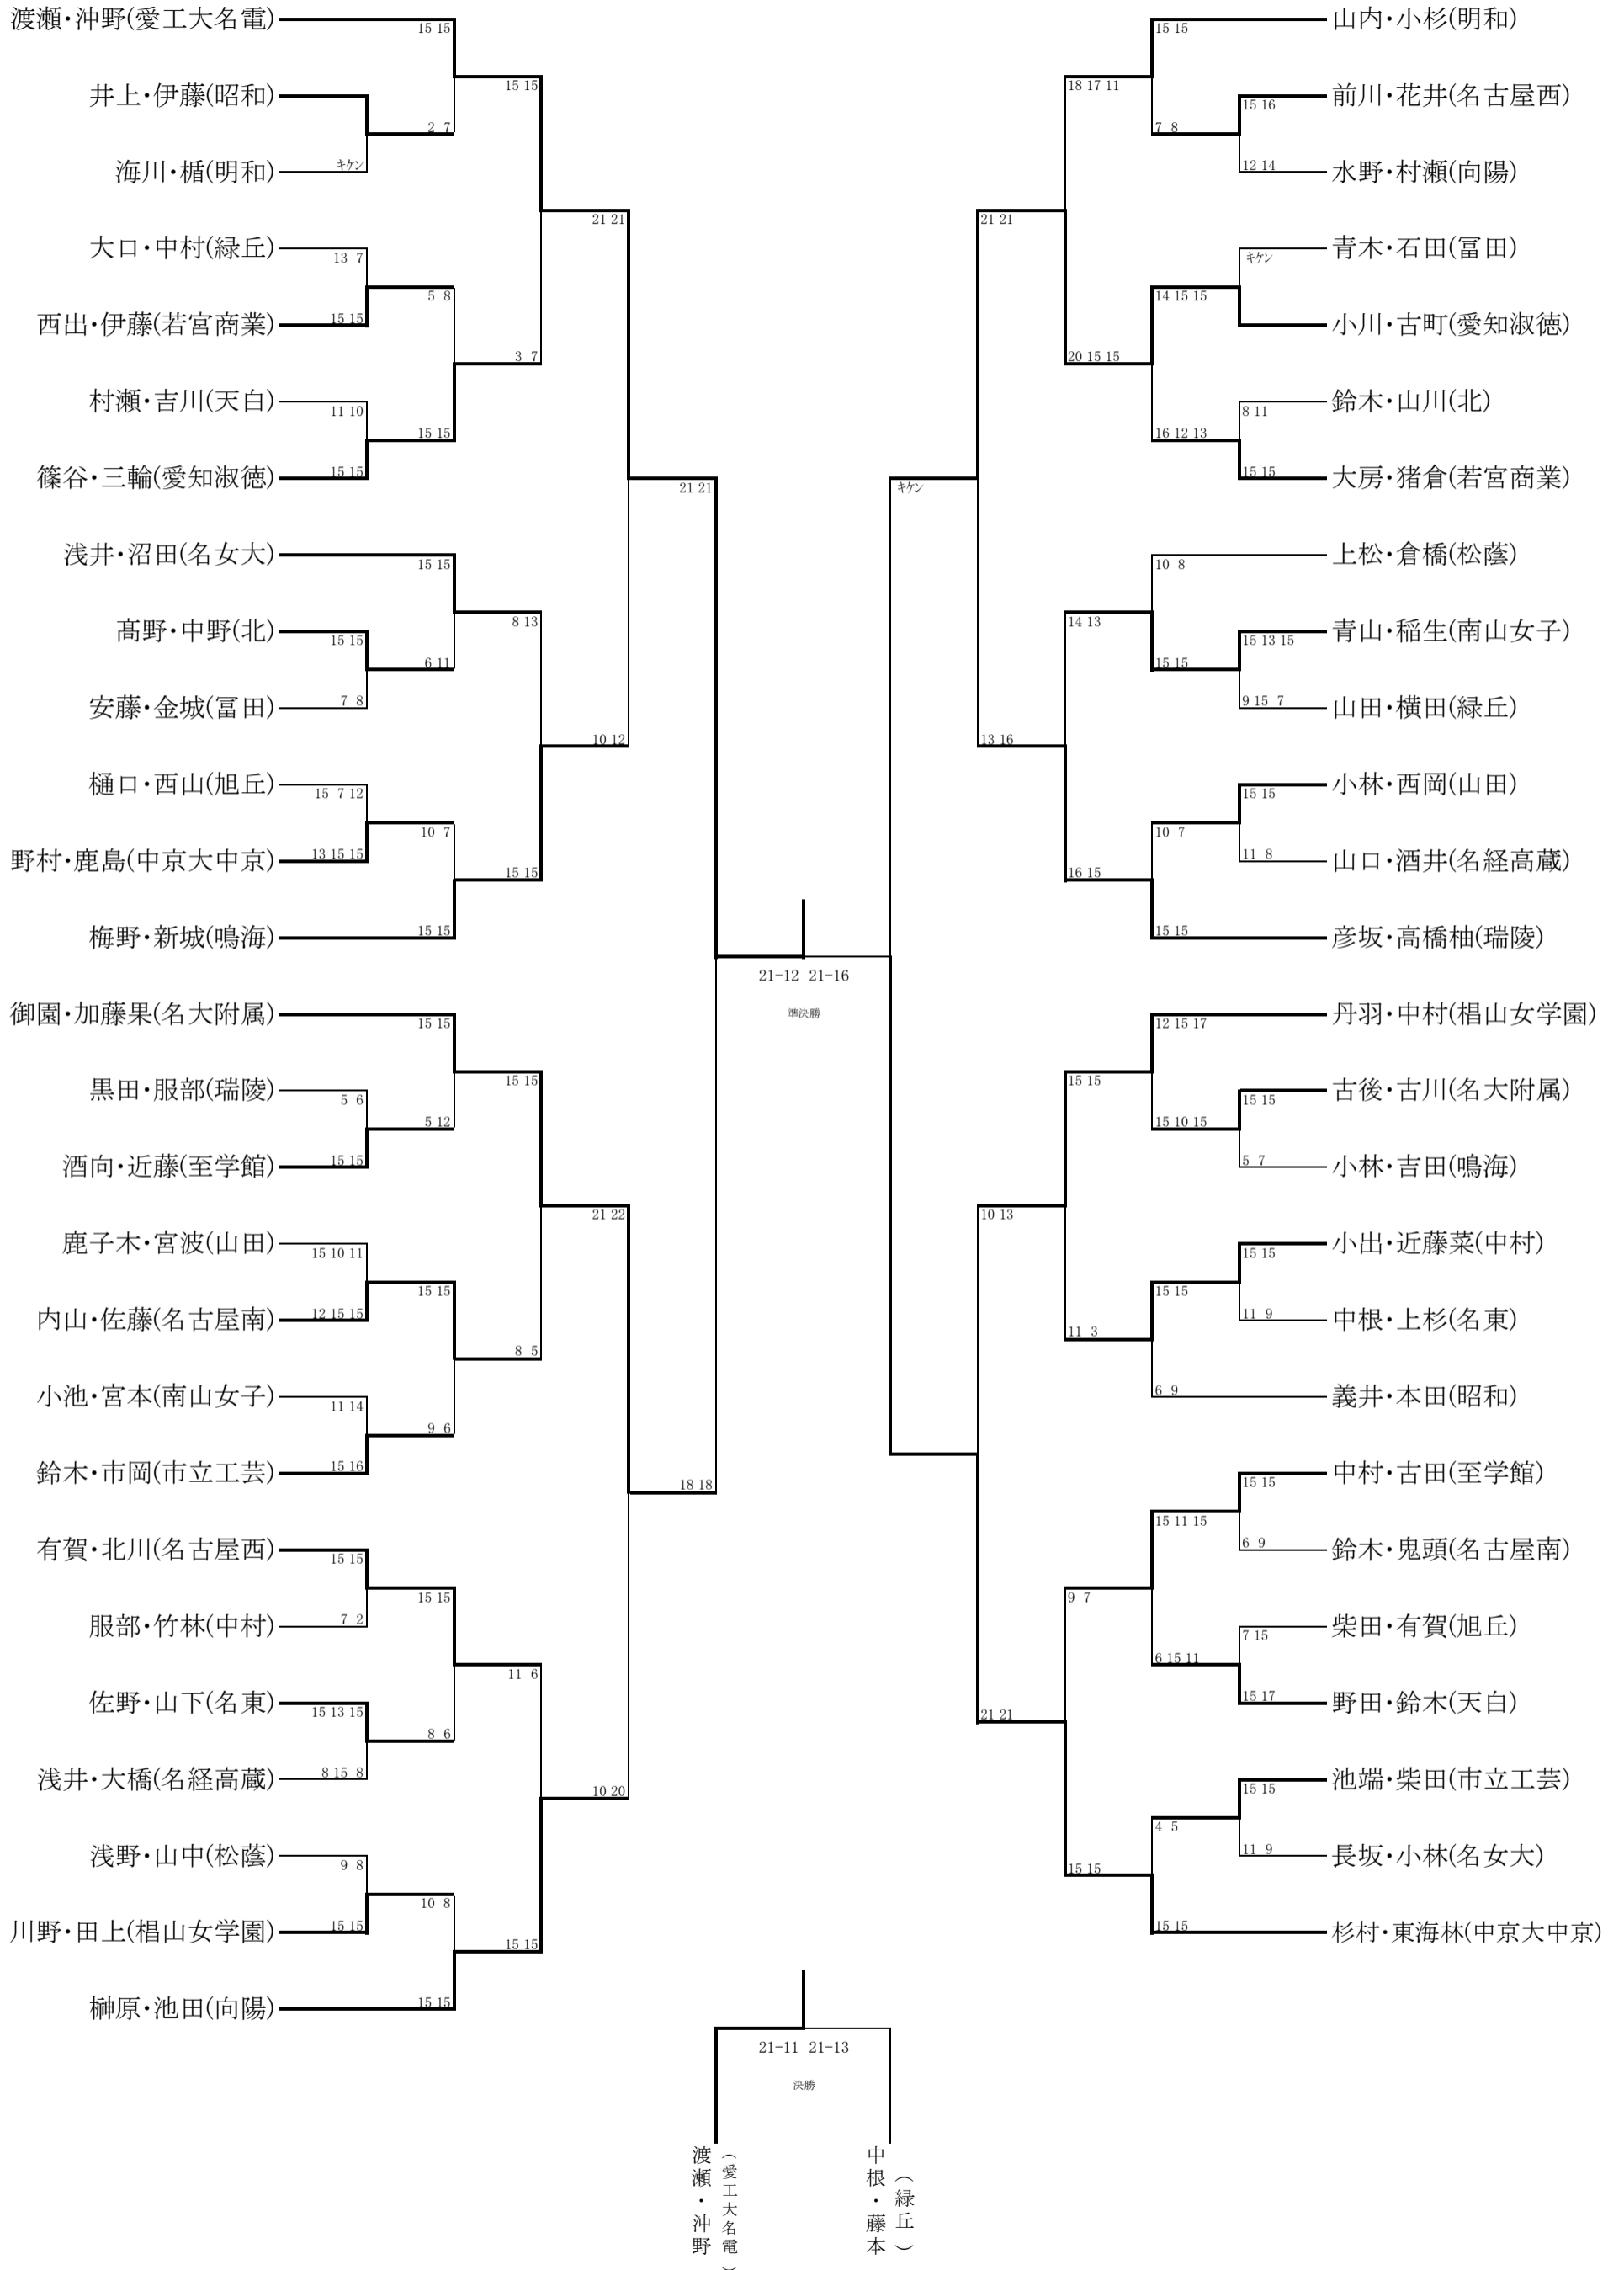 渡瀬・沖野(愛工大名電)
15 15
井上・伊藤(昭和)
2 7
海川・楯(明和)
キケン
15 15
大口・中村(緑丘)
13 7
5 8
西出・伊藤(若宮商業)
15 15
3 7
村瀬・吉川(天白)
11 10
15 15
篠谷・三輪(愛知淑徳)
15 15
21 21
浅井・沼田(名女大)
15 15
8 13
髙野・中野(北)
15 15
6 11
安藤・金城(冨田)
7 8
10 12
樋口・西山(旭丘)
15 7 12
10 7
野村・鹿島(中京大中京)
13 15 15
15 15
梅野・新城(鳴海)
15 15
21 21
御園・加藤果(名大附属)
15 15
15 15
黒田・服部(瑞陵)
5 6
5 12
酒向・近藤(至学館)
15 15
21 22
鹿子木・宮波(山田)
15 10 11
15 15
内山・佐藤(名古屋南)
12 15 15
8 5
小池・宮本(南山女子)
11 14
9 6
鈴木・市岡(市立工芸)
15 16
18 18
有賀・北川(名古屋西)
15 15
15 15
服部・竹林(中村)
7 2
11 6
佐野・山下(名東)
15 13 15
8 6
浅井・大橋(名経高蔵)
8 15 8
10 20
浅野・山中(松蔭)
9 8
10 8
川野・田上(椙山女学園)
15 15
15 15
榊原・池田(向陽)
15 15
山内・小杉(明和)
15 15
18 17 11
前川・花井(名古屋西)
15 16
7 8
水野・村瀬(向陽)
12 14
21 21
青木・石田(冨田)
キケン
14 15 15
小川・古町(愛知淑徳)
20 15 15
鈴木・山川(北)
8 11
16 12 13
大房・猪倉(若宮商業)
15 15
キケン
上松・倉橋(松蔭)
10 8
14 13
青山・稲生(南山女子)
15 13 15
15 15
山田・横田(緑丘)
9 15 7
13 16
小林・西岡(山田)
15 15
10 7
山口・酒井(名経高蔵)
11 8
16 15
彦坂・高橋柚(瑞陵)
15 15
21-12 21-16
準決勝
丹羽・中村(椙山女学園)
12 15 17
15 15
古後・古川(名大附属)
15 15
15 10 15
小林・吉田(鳴海)
5 7
10 13
小出・近藤菜(中村)
15 15
15 15
中根・上杉(名東)
11 9
11 3
義井・本田(昭和)
6 9
中村・古田(至学館)
15 15
15 11 15
鈴木・鬼頭(名古屋南)
6 9
9 7
柴田・有賀(旭丘)
7 15
6 15 11
野田・鈴木(天白)
15 17
21 21
池端・柴田(市立工芸)
15 15
4 5
長坂・小林(名女大)
11 9
15 15
杉村・東海林(中京大中京)
15 15
21-11 21-13
決勝
渡瀬・沖野
(愛工大名電)
中根・藤本
(緑丘)